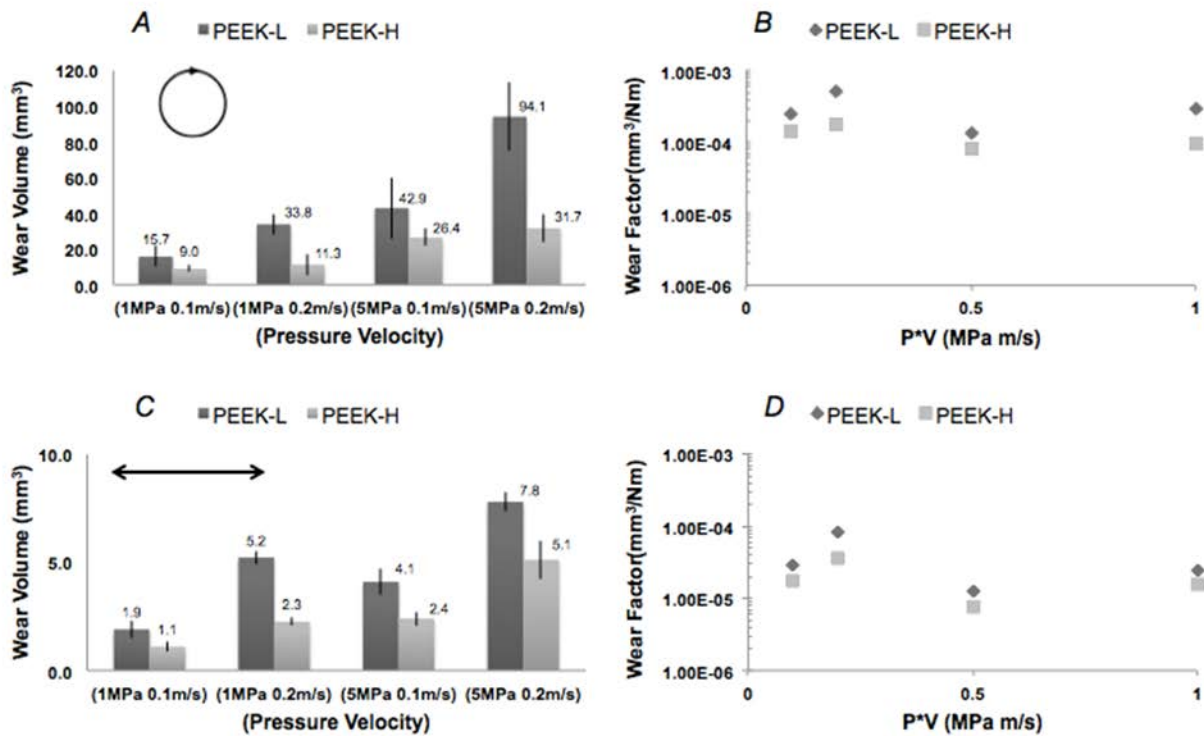 A
PEEK-L PEEK-H
Wear Volume (mm³)
120.0
100.0
80.0
60.0
40.0
20.0
0.0
15.7
9.0
33.8
11.3
42.9
26.4
94.1
31.7
(1MPa 0.1m/s) (1MPa 0.2m/s) (5MPa 0.1m/s) (5MPa 0.2m/s)
(Pressure Velocity)
B
PEEK-L PEEK-H
Wear Factor(mm³/Nm)
1.00E-03
1.00E-04
1.00E-05
1.00E-06
0 0.5 1
P*V (MPa m/s)
C
PEEK-L PEEK-H
Wear Volume (mm³)
10.0
5.0
0.0
1.9
1.1
5.2
2.3
4.1
2.4
7.8
5.1
(1MPa 0.1m/s) (1MPa 0.2m/s) (5MPa 0.1m/s) (5MPa 0.2m/s)
(Pressure Velocity)
D
PEEK-L PEEK-H
Wear Factor(mm³/Nm)
1.00E-03
1.00E-04
1.00E-05
1.00E-06
0 0.5 1
P*V (MPa m/s)